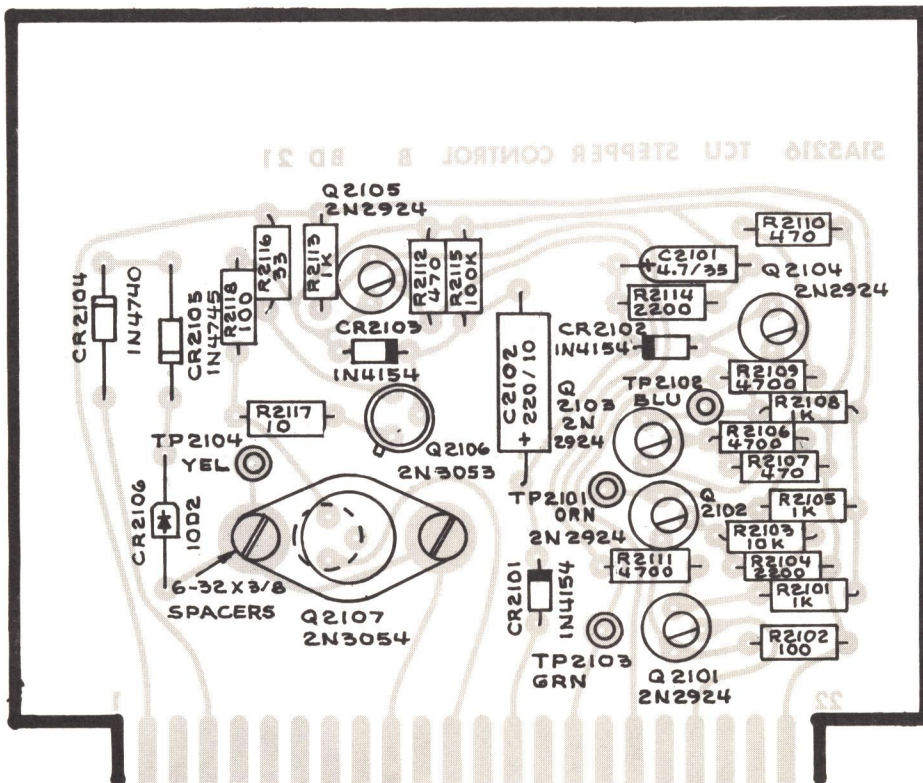 51A5216 TCU STEPPER CONTROL B BD 21
Q2105
2N2924
R2110
470
CR2104
1N4740
CR2105
1N4745
R2118
100
R2116
33
R2113
1K
R2112
470
R2115
100K
C2101
+ 4.7/35
Q2104
2N2924
R2114
2200
CR2103
1N4154
C2102
220/10
+
CR2102
1N4154
R2109
4700
TP2102
BLU
R2108
1K
Q
2103
2N
2924
R2106
4700
R2117
10
TP2104
YEL
Q2106
2N3053
R2107
470
CR2106
10D2
TP2101
ORN
Q
2102
2N2924
R2105
1K
R2103
10K
R2111
4700
R2104
2200
6-32 X 3/8
SPACERS
Q2107
2N3054
CR2101
1N4154
R2101
1K
TP2103
GRN
Q2101
2N2924
R2102
100
1
22